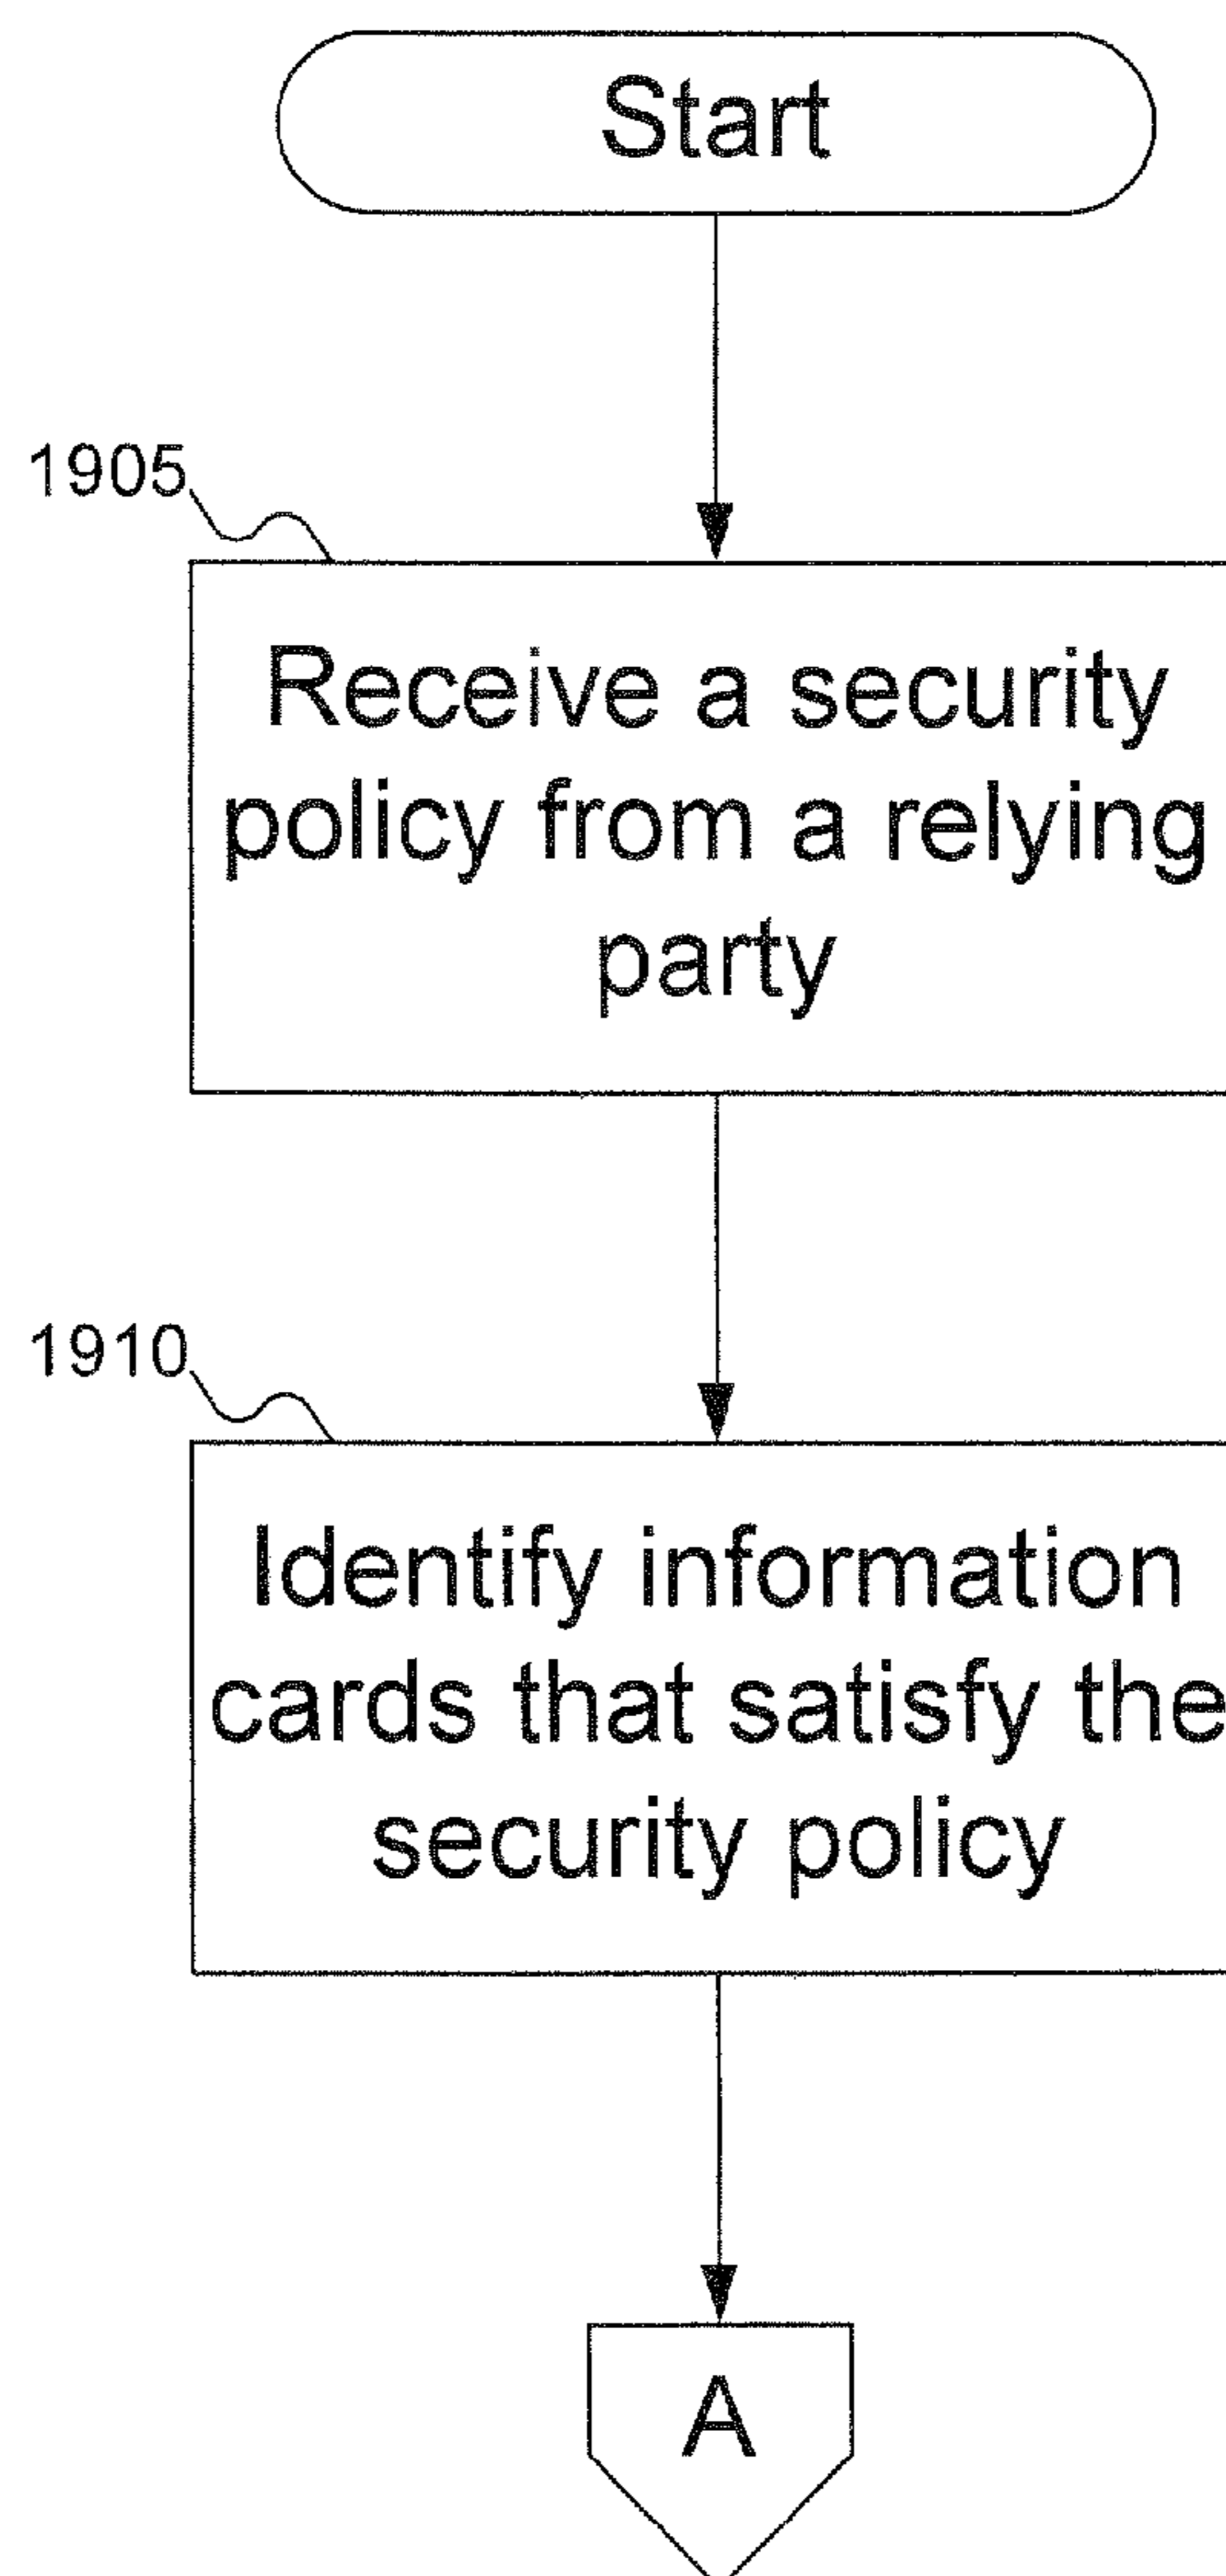 Start
1905
Receive a security
policy from a relying
party
1910
Identify information
cards that satisfy the
security policy
A